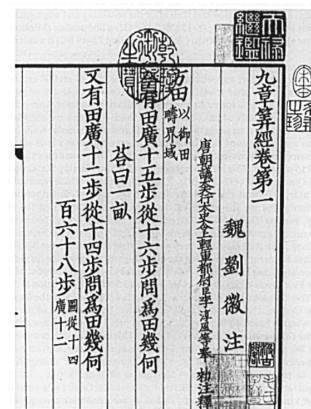 九章筭經卷第一
魏劉徽注
唐朝議大夫行太史令上輕車都尉臣李淳風等奉勑注釋
方田以御田疇界域
今有田廣十五步從十六步問爲田幾何
荅曰一畝
又有田廣十二步從十四步問爲田幾何
百六十八步圖從十四廣十二